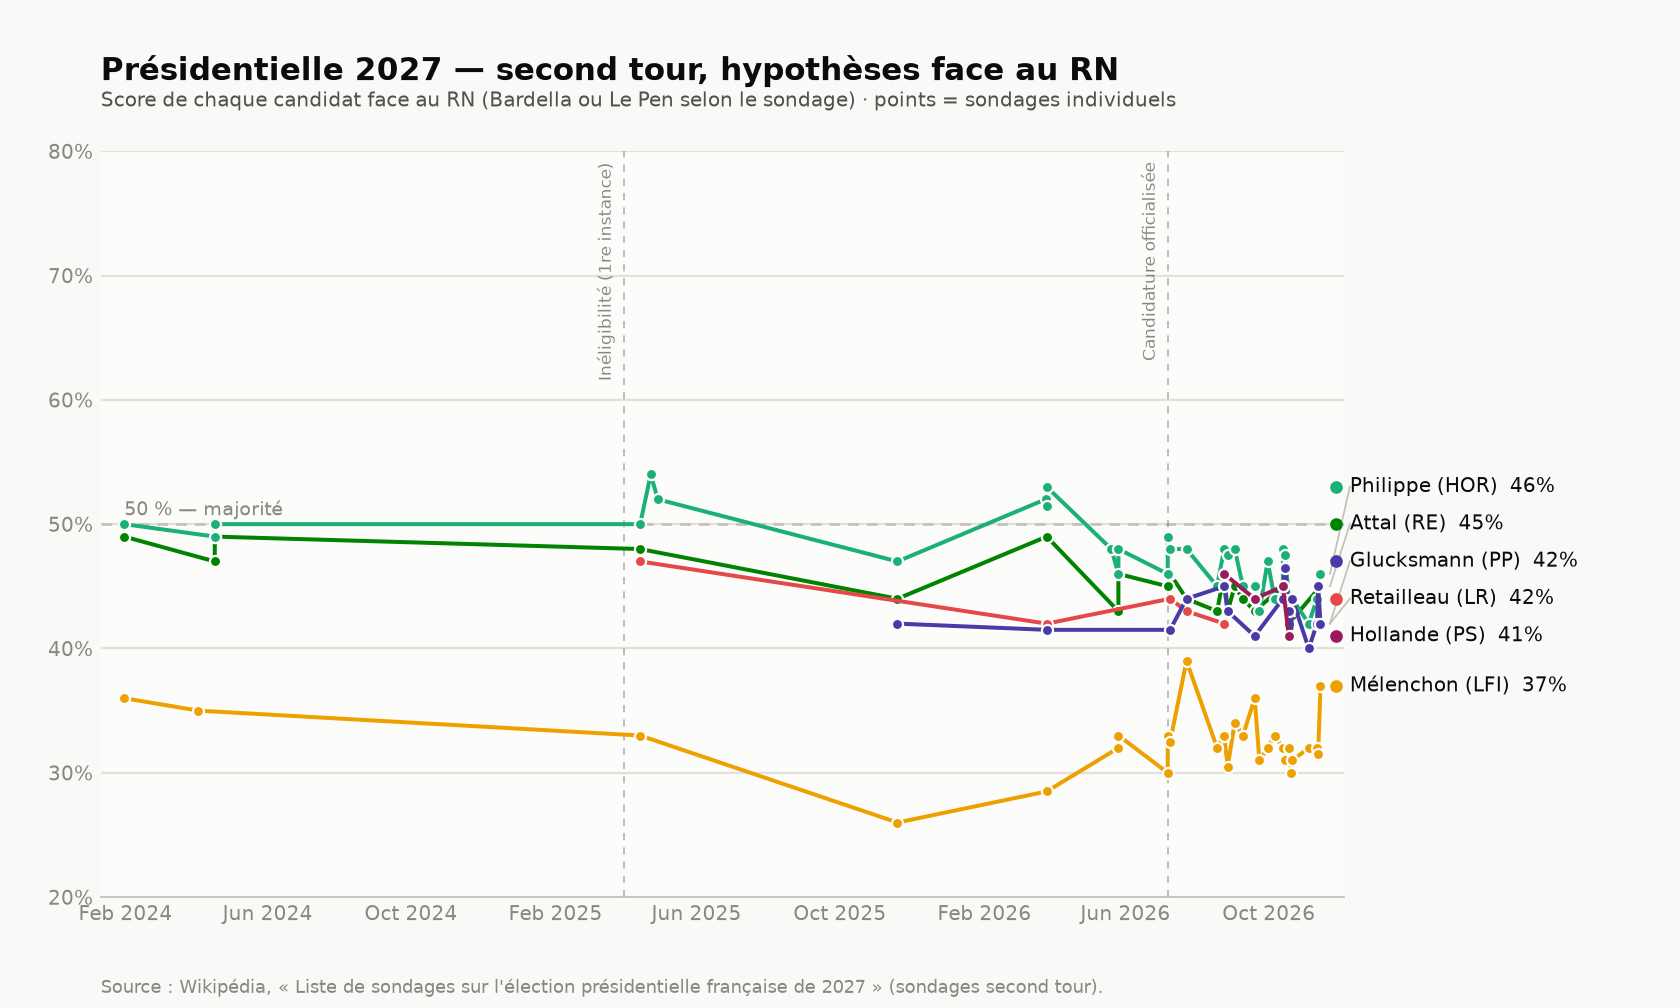 Présidentielle 2027 — second tour, hypothèses face au RN
Score de chaque candidat face au RN (Bardella ou Le Pen selon le sondage) · points = sondages individuels
80%
70%
60%
50%
40%
30%
20%
Inéligibilité (1re instance)
Candidature officialisée
50 % — majorité
Philippe (HOR) 46%
Attal (RE) 45%
Glucksmann (PP) 42%
Retailleau (LR) 42%
Hollande (PS) 41%
Mélenchon (LFI) 37%
Feb 2024
Jun 2024
Oct 2024
Feb 2025
Jun 2025
Oct 2025
Feb 2026
Jun 2026
Oct 2026
Source : Wikipédia, « Liste de sondages sur l'élection présidentielle française de 2027 » (sondages second tour).